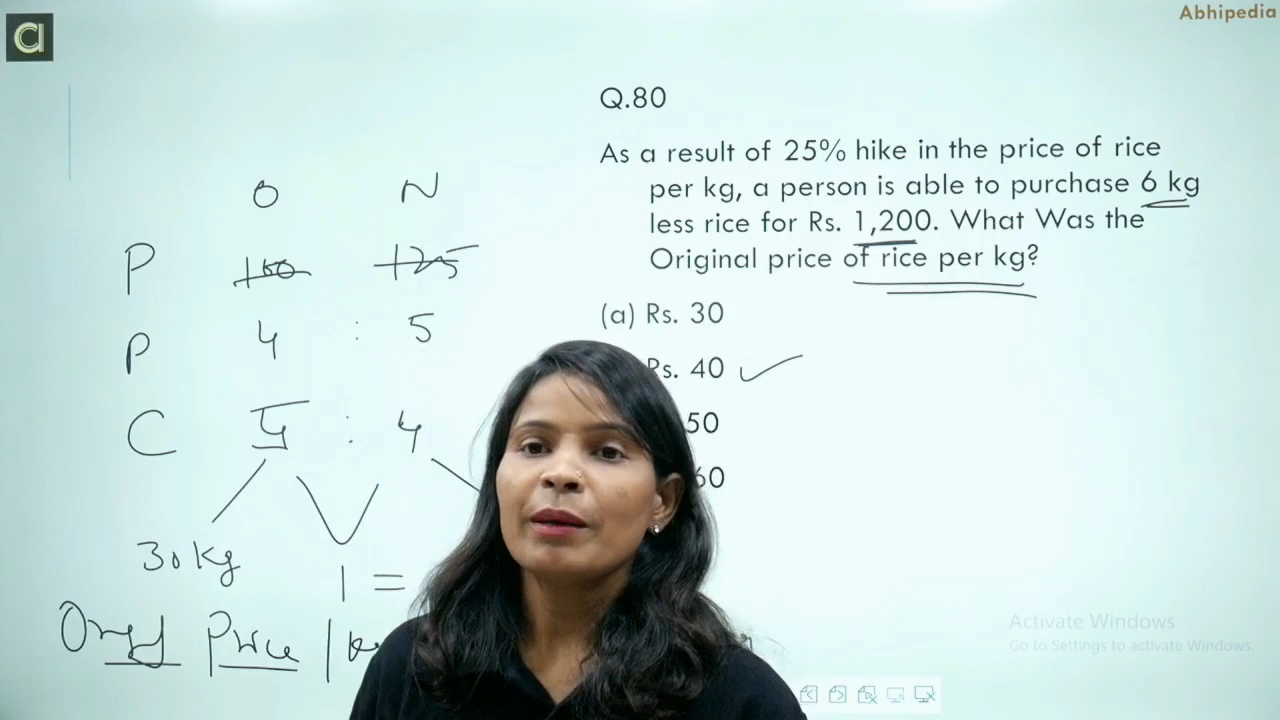 Abhipedia
Q.80
As a result of 25% hike in the price of rice
per kg, a person is able to purchase 6 kg
less rice for Rs. 1,200. What Was the
Original price of rice per kg?
(a) Rs. 30
Rs. 40
50
60
O N
P 100 125
P 4 : 5
C 5 : 4
30 kg
1 =
Price /
Activate Windows
Go to Settings to activate Windows.